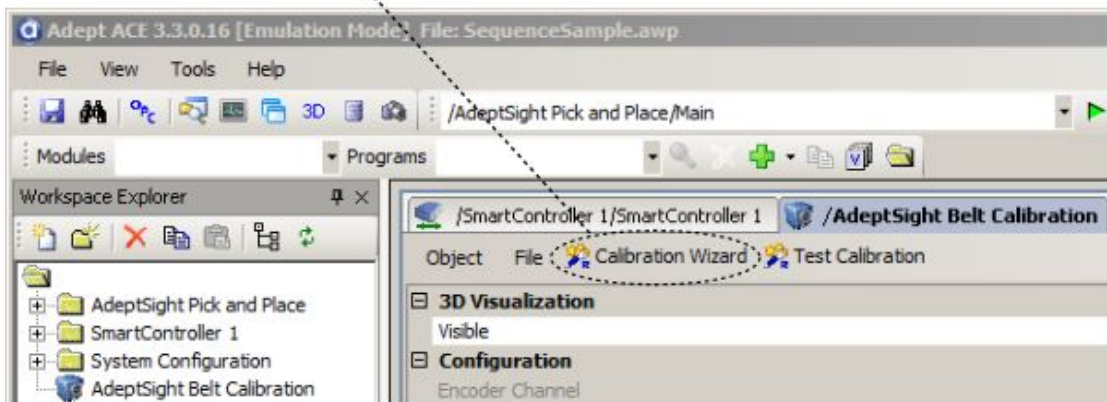 Adept ACE 3.3.0.16 [Emulation Mode] File: SequenceSample.awp
File View Tools Help
OPC 3D /AdeptSight Pick and Place/Main
Modules Programs V
Workspace Explorer
/SmartController 1/SmartController 1 /AdeptSight Belt Calibration
Object File Calibration Wizard Test Calibration
3D Visualization
AdeptSight Pick and Place
Visible
SmartController 1
Configuration
System Configuration
Encoder Channel
AdeptSight Belt Calibration